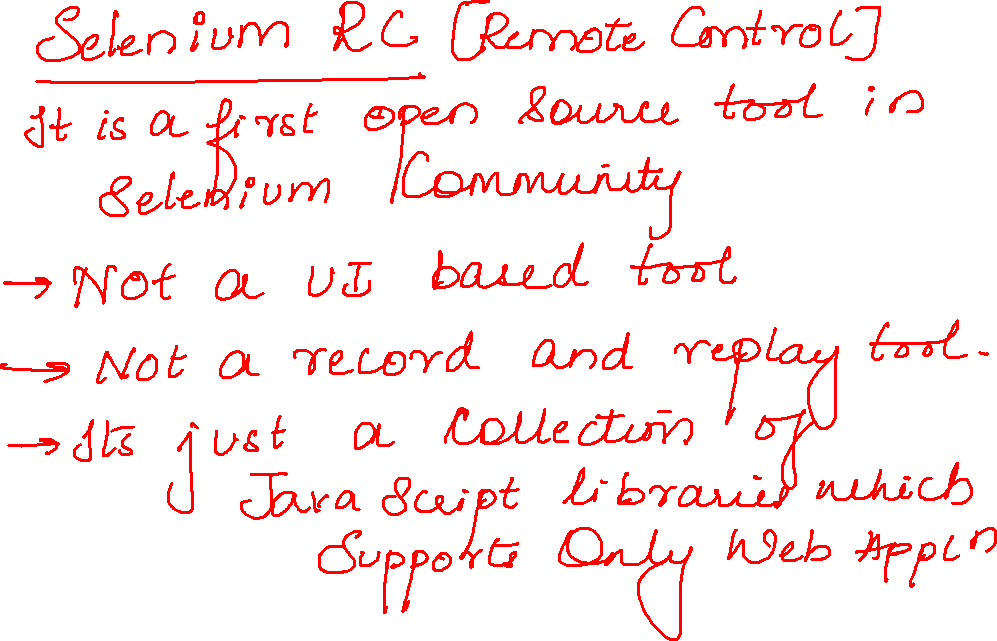 Selenium RC [Remote Control]
It is a first open source tool in
Selenium Community
→ Not a UI based tool
→ Not a record and replay tool.
→ Its just a collection of
JavaScript libraries which
Supports Only Web Appln